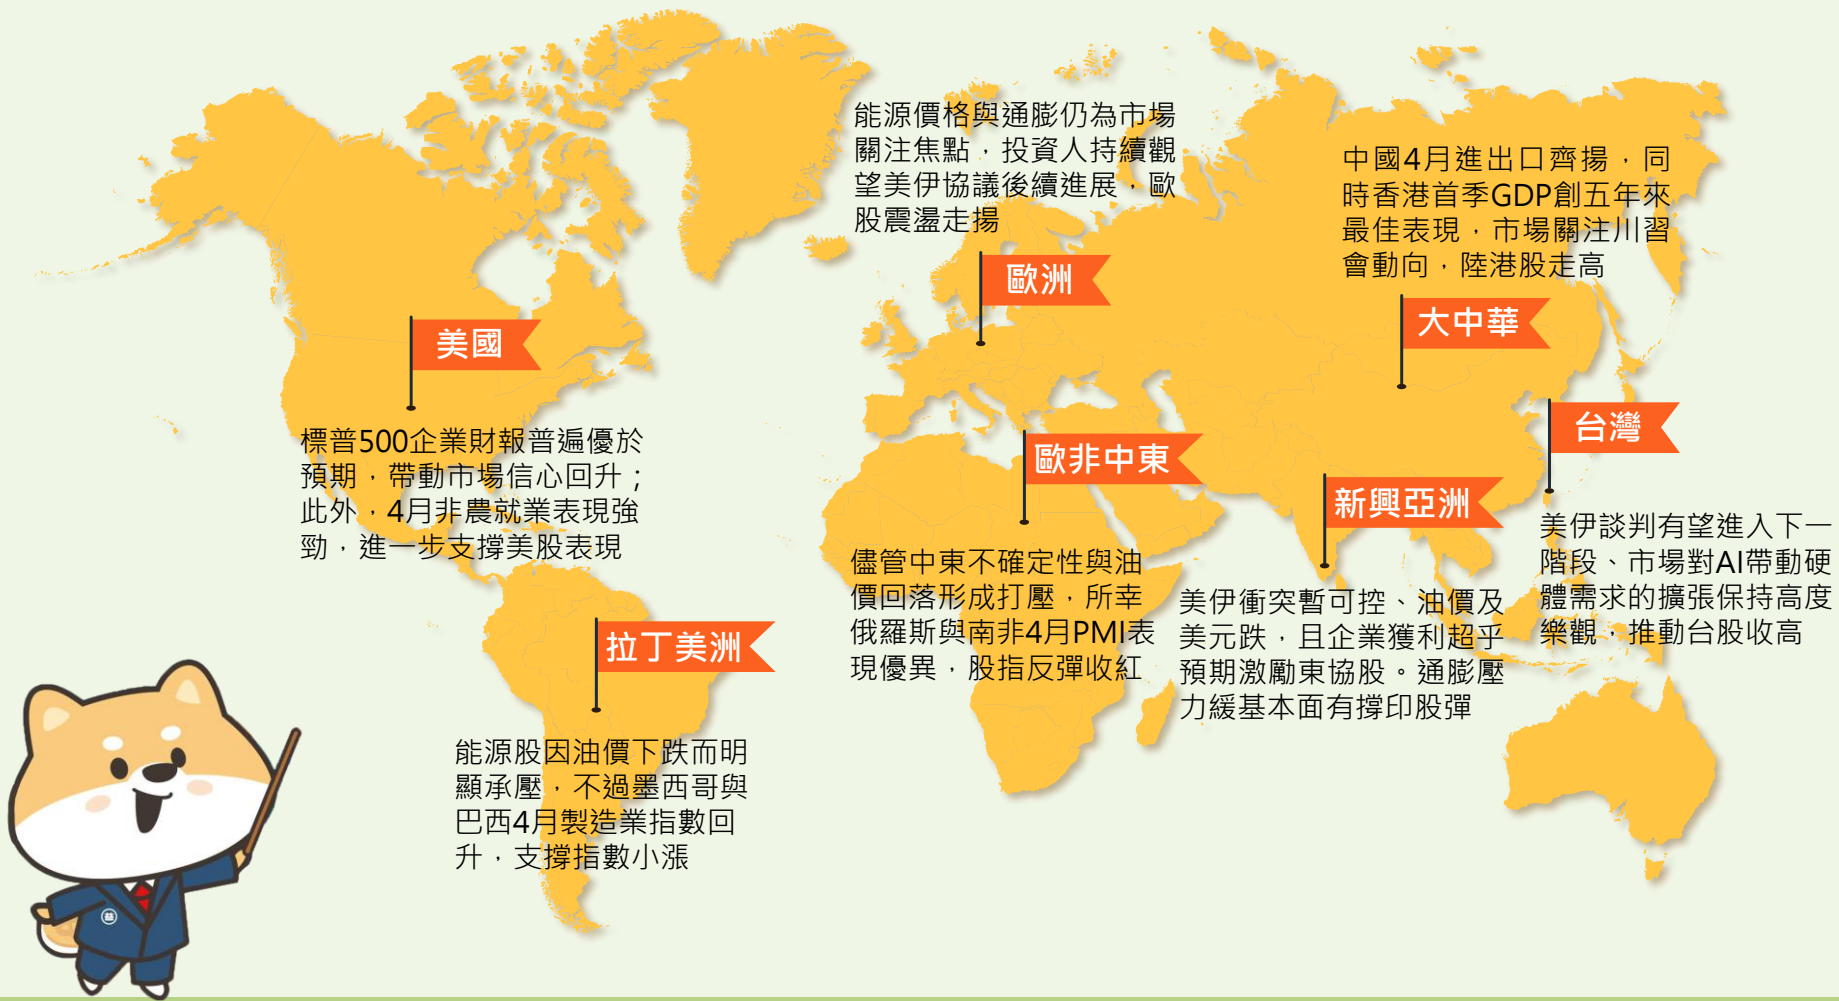 能源價格與通膨仍為市場
關注焦點，投資人持續觀
望美伊協議後續進展，歐
股震盪走揚
歐洲
中國4月進出口齊揚，同
時香港首季GDP創五年來
最佳表現，市場關注川習
會動向，陸港股走高
大中華
美國
標普500企業財報普遍優於
預期，帶動市場信心回升；
此外，4月非農就業表現強
勁，進一步支撐美股表現
歐非中東
儘管中東不確定性與油
價回落形成打壓，所幸
俄羅斯與南非4月PMI表
現優異，股指反彈收紅
新興亞洲
美伊衝突暫可控、油價及
美元跌，且企業獲利超乎
預期激勵東協股。通膨壓
力緩基本面有撐印股彈
台灣
美伊談判有望進入下一
階段、市場對AI帶動硬
體需求的擴張保持高度
樂觀，推動台股收高
拉丁美洲
能源股因油價下跌而明
顯承壓，不過墨西哥與
巴西4月製造業指數回
升，支撐指數小漲